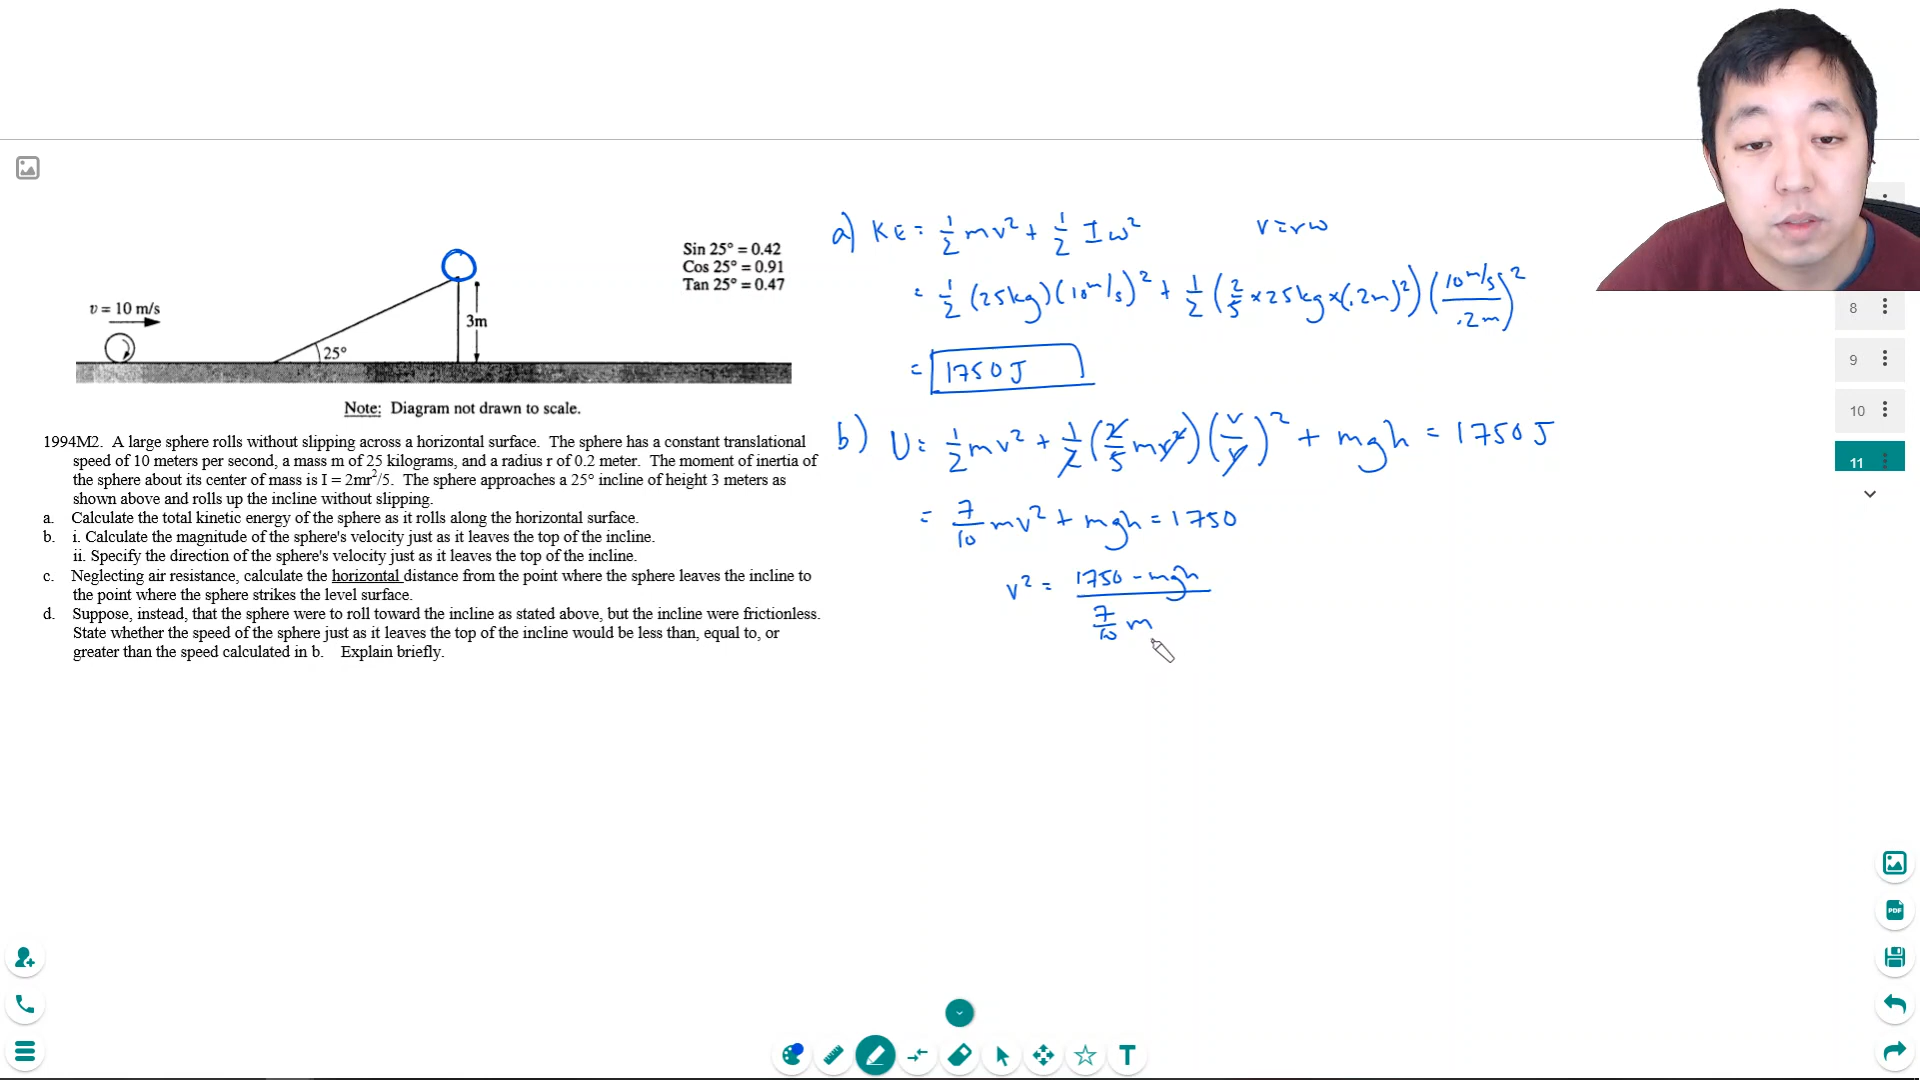 Sin 25° = 0.42
Cos 25° = 0.91
Tan 25° = 0.47
υ = 10 m/s
3m
25°
Note: Diagram not drawn to scale.
1994M2. A large sphere rolls without slipping across a horizontal surface. The sphere has a constant translational
speed of 10 meters per second, a mass m of 25 kilograms, and a radius r of 0.2 meter. The moment of inertia of
the sphere about its center of mass is I = 2mr²/5. The sphere approaches a 25° incline of height 3 meters as
shown above and rolls up the incline without slipping.
a. Calculate the total kinetic energy of the sphere as it rolls along the horizontal surface.
b. i. Calculate the magnitude of the sphere's velocity just as it leaves the top of the incline.
ii. Specify the direction of the sphere's velocity just as it leaves the top of the incline.
c. Neglecting air resistance, calculate the horizontal distance from the point where the sphere leaves the incline to
the point where the sphere strikes the level surface.
d. Suppose, instead, that the sphere were to roll toward the incline as stated above, but the incline were frictionless.
State whether the speed of the sphere just as it leaves the top of the incline would be less than, equal to, or
greater than the speed calculated in b. Explain briefly.
a) KE = 1/2 mv² + 1/2 Iω² v=rω
= 1/2 (25kg)(10 m/s)² + 1/2 (2/5 x 25kg x (.2m)²)(10 m/s / .2m)²
= 1750 J
b) U = 1/2 mv² + 1/2 (2/5 mr²)(v/r)² + mgh = 1750 J
= 7/10 mv² + mgh = 1750
v² = 1750 - mgh / 7/10 m
8
9
10
11
PDF
T